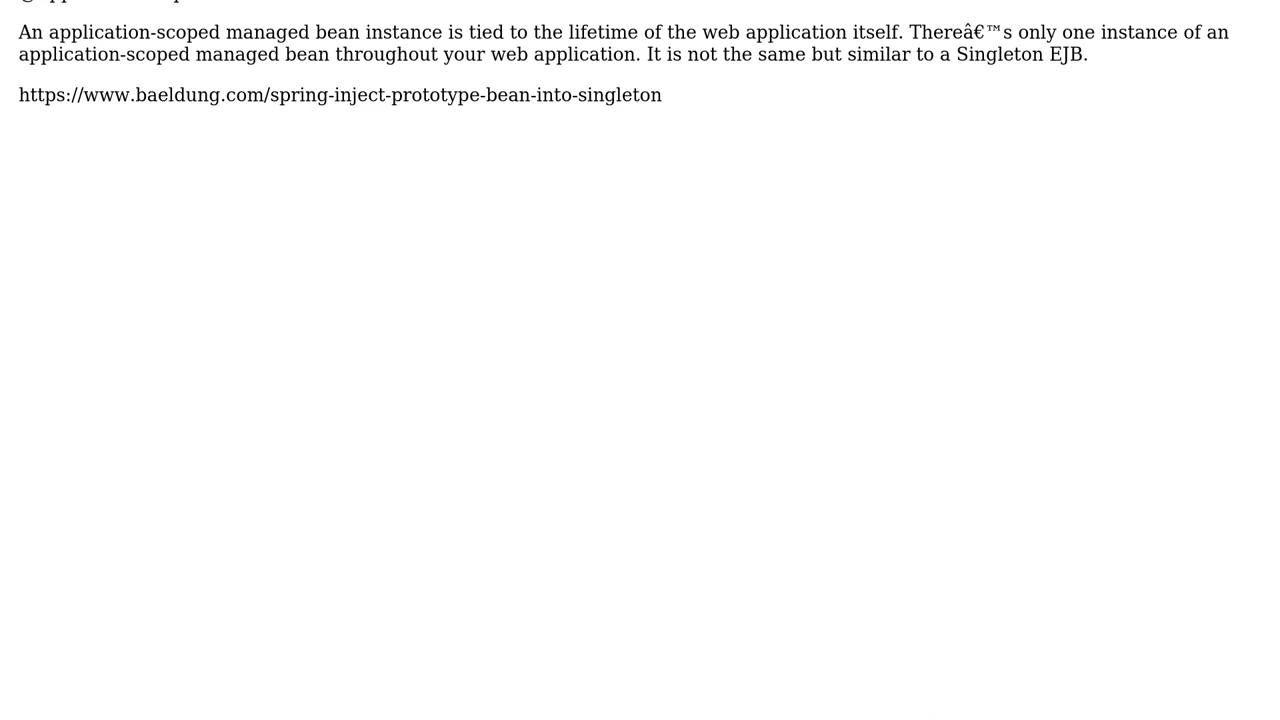 An application-scoped managed bean instance is tied to the lifetime of the web application itself. Thereâ€™s only one instance of an
application-scoped managed bean throughout your web application. It is not the same but similar to a Singleton EJB.
https://www.baeldung.com/spring-inject-prototype-bean-into-singleton